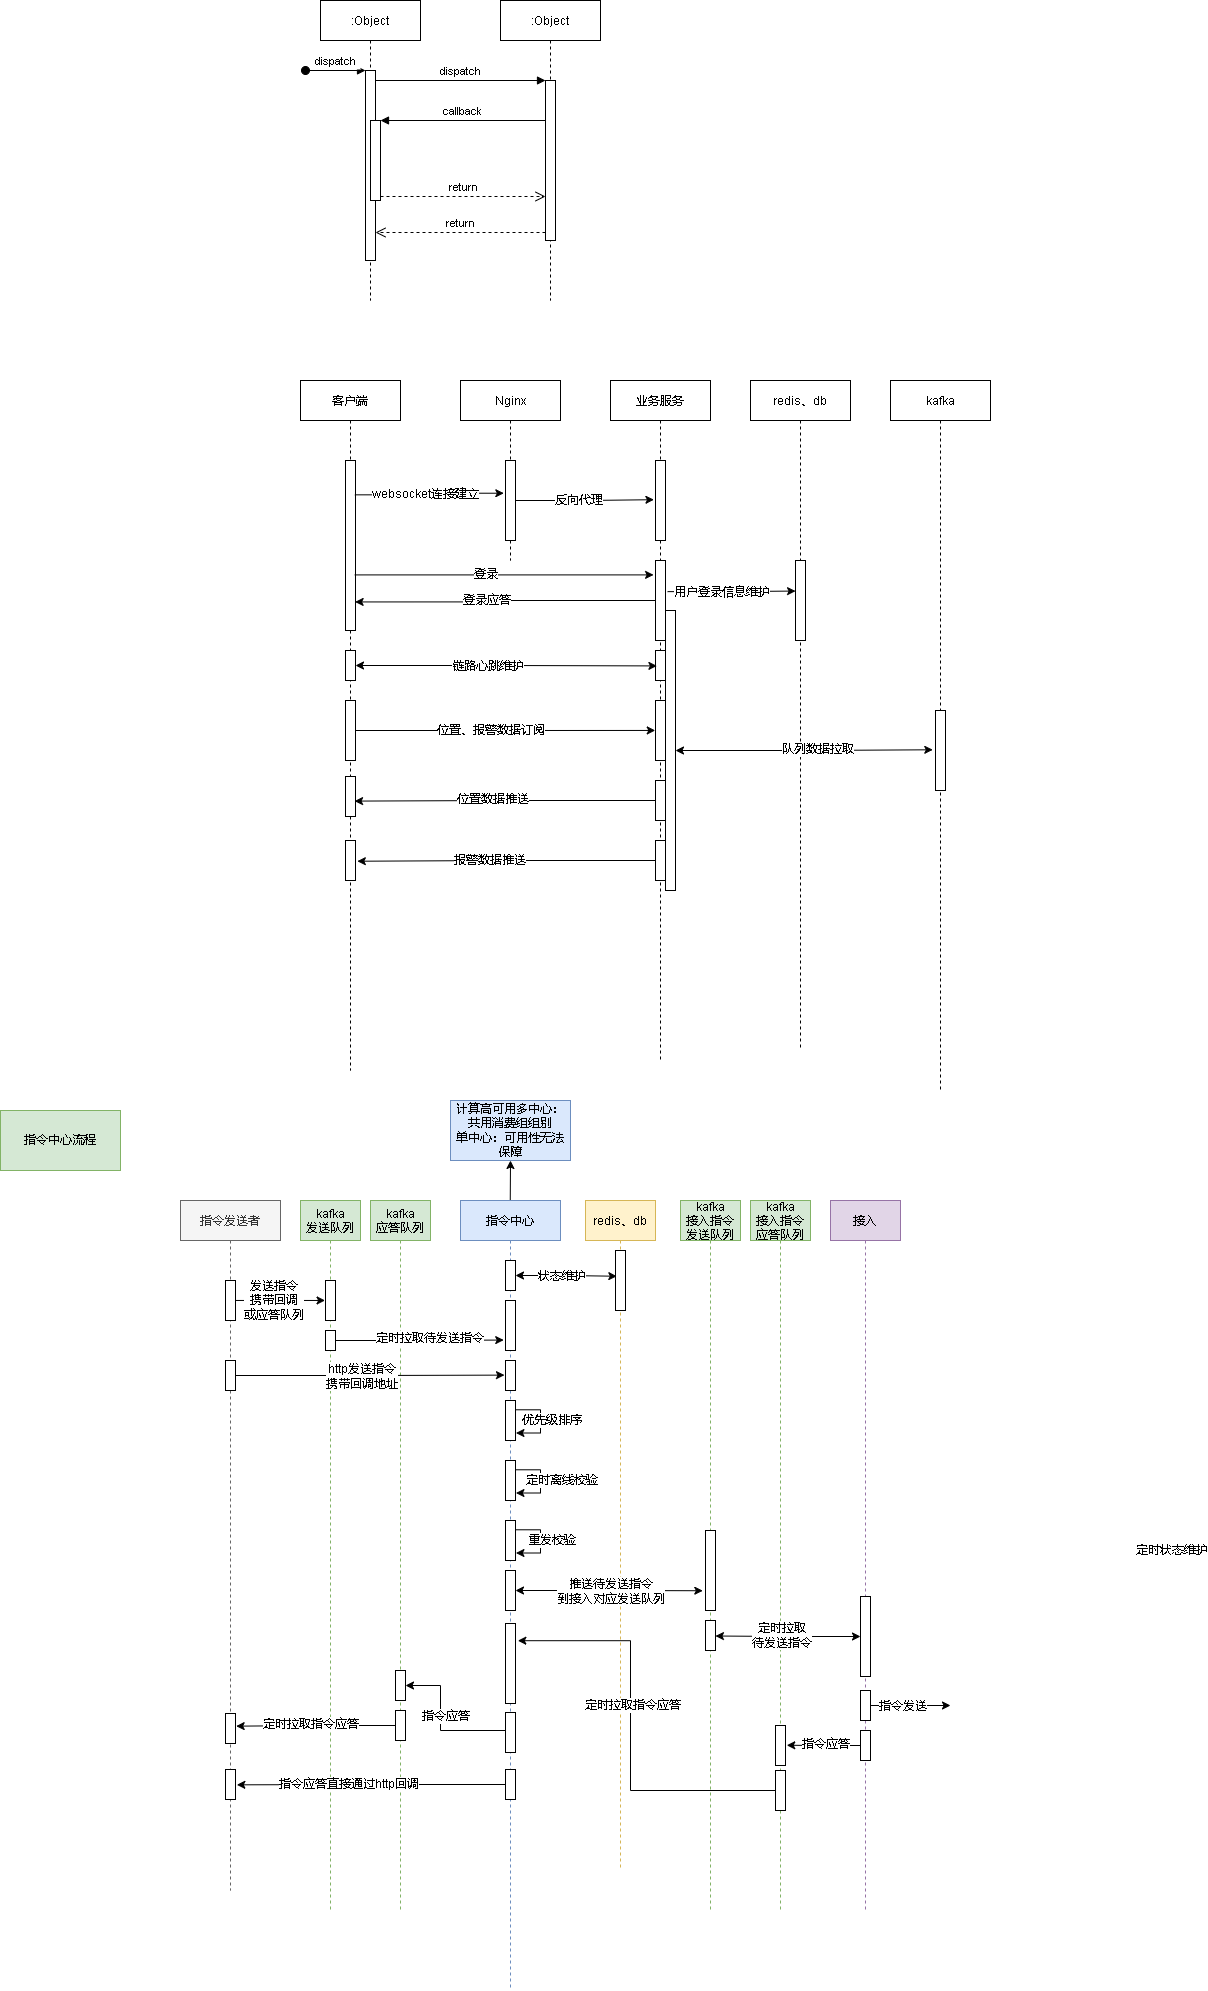 :Object
:Object
dispatch
dispatch
callback
return
return
客户端
Nginx
业务服务
redis、db
kafka
websocket连接建立
反向代理
登录
用户登录信息维护
登录应答
链路心跳维护
位置、报警数据订阅
队列数据拉取
位置数据推送
报警数据推送
指令中心流程
计算高可用多中心：
共用消费组组别
单中心：可用性无法
保障
指令发送者
kafka
发送队列
kafka
应答队列
指令中心
redis、db
kafka
接入指令
发送队列
kafka
接入指令
应答队列
接入
状态维护
发送指令
携带回调
或应答队列
定时拉取待发送指令
http发送指令
携带回调地址
优先级排序
定时离线校验
重发校验
定时状态维护
推送待发送指令
到接入对应发送队列
定时拉取
待发送指令
定时拉取指令应答
指令发送
指令应答
定时拉取指令应答
指令应答
指令应答直接通过http回调